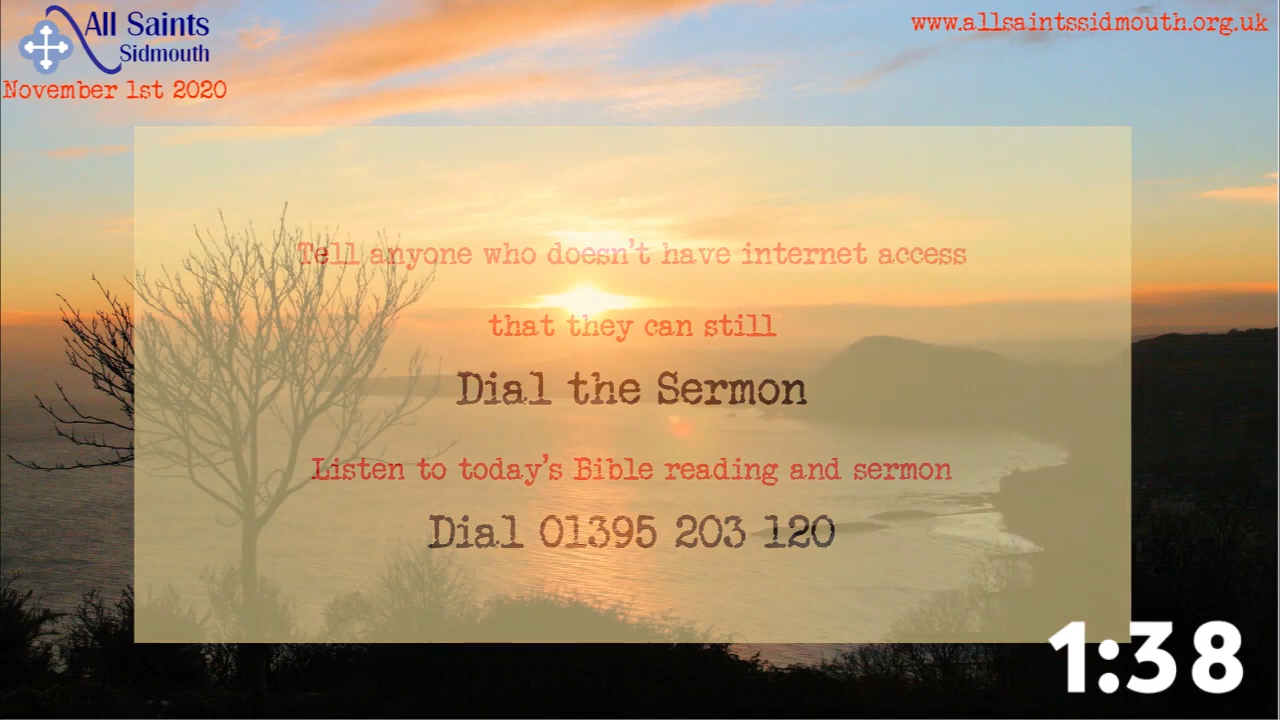 All Saints
Sidmouth
www.allsaintssidmouth.org.uk
November 1st 2020
Tell anyone who doesn't have internet access
that they can still
Dial the Sermon
Listen to today's Bible reading and sermon
Dial 01395 203 120
1:38